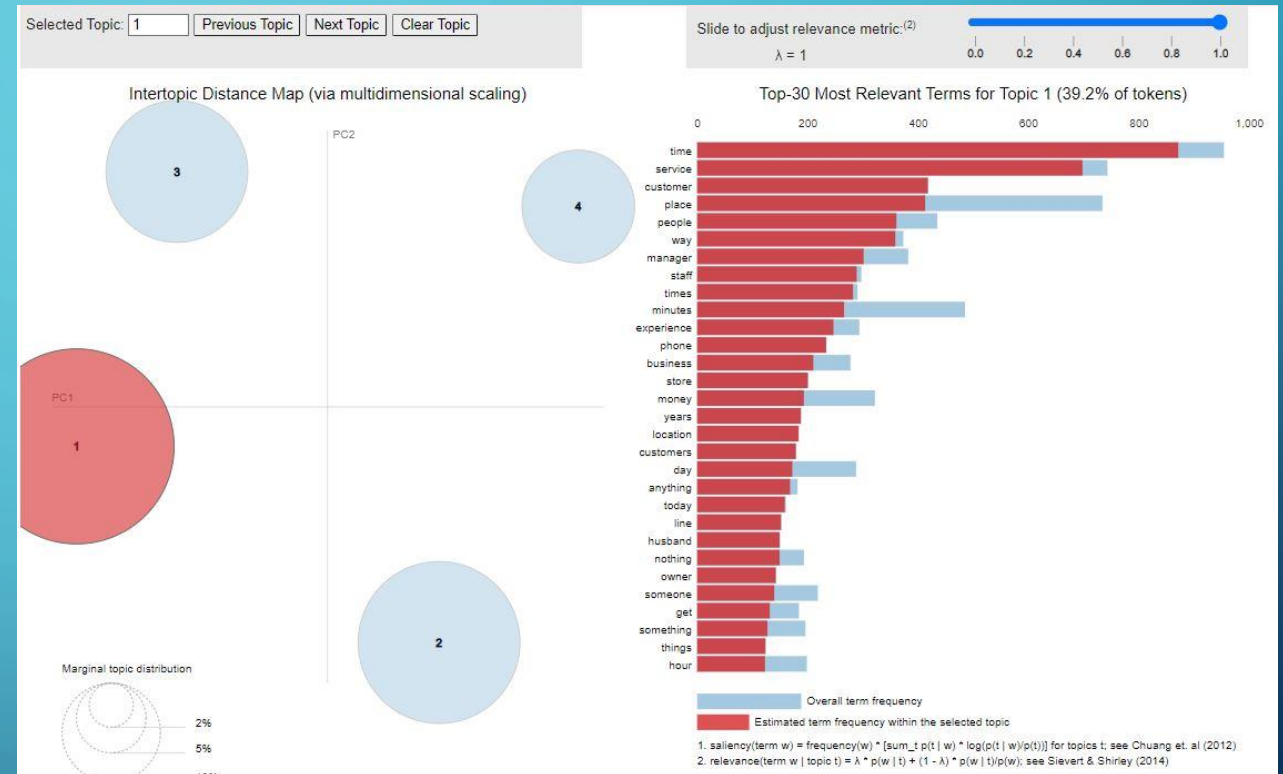 Selected Topic: 1 Previous Topic Next Topic Clear Topic
Slide to adjust relevance metric:(2)
λ = 1
0.0 0.2 0.4 0.6 0.8 1.0
Intertopic Distance Map (via multidimensional scaling)
PC2
PC1
3
4
1
2
Marginal topic distribution
2%
5%
Top-30 Most Relevant Terms for Topic 1 (39.2% of tokens)
0 200 400 600 800 1,000
time
service
customer
place
people
way
manager
staff
times
minutes
experience
phone
business
store
money
years
location
customers
day
anything
today
line
husband
nothing
owner
someone
get
something
things
hour
Overall term frequency
Estimated term frequency within the selected topic
1. saliency(term w) = frequency(w) * [sum_t p(t | w) * log(p(t | w)/p(t))] for topics t; see Chuang et. al (2012)
2. relevance(term w | topic t) = λ * p(w | t) + (1 - λ) * p(w | t)/p(w); see Sievert & Shirley (2014)